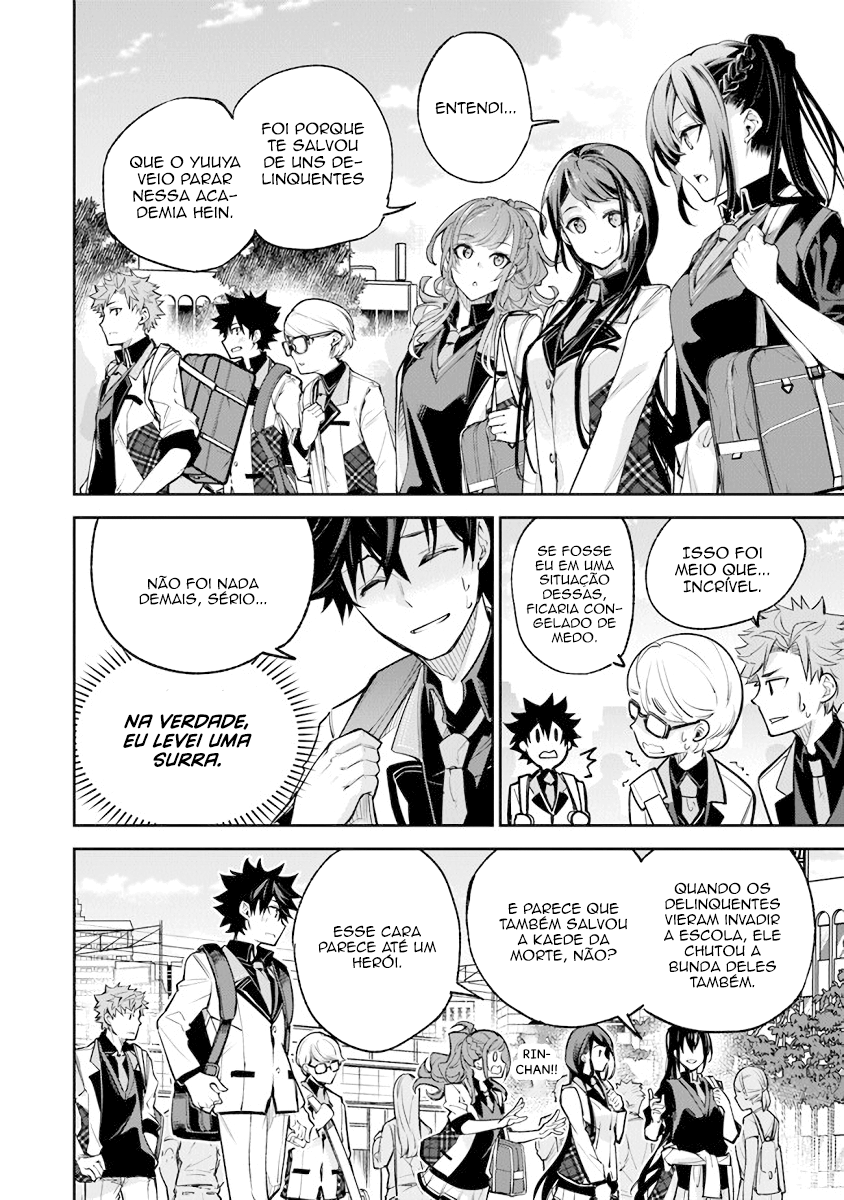 ENTENDI...
FOI PORQUE
TE SALVOU
DE UNS DE-
LINQUENTES
QUE O YUUYA
VEIO PARAR
NESSA ACA-
DEMIA HEIN.
ISSO FOI
MEIO QUE...
INCRÍVEL.
SE FOSSE
EU EM UMA
SITUAÇÃO
DESSAS,
FICARIA CON-
GELADO DE
MEDO.
NÃO FOI NADA
DEMAIS, SÉRIO...
NA VERDADE,
EU LEVEI UMA
SURRA.
QUANDO OS
DELINQUENTES
VIERAM INVADIR
A ESCOLA, ELE
CHUTOU A
BUNDA DELES
TAMBÉM.
E PARECE QUE
TAMBÉM SALVOU
A KAEDE DA
MORTE, NÃO?
RIN-
CHAN!!
ESSE CARA
PARECE ATÉ UM
HERÓI.